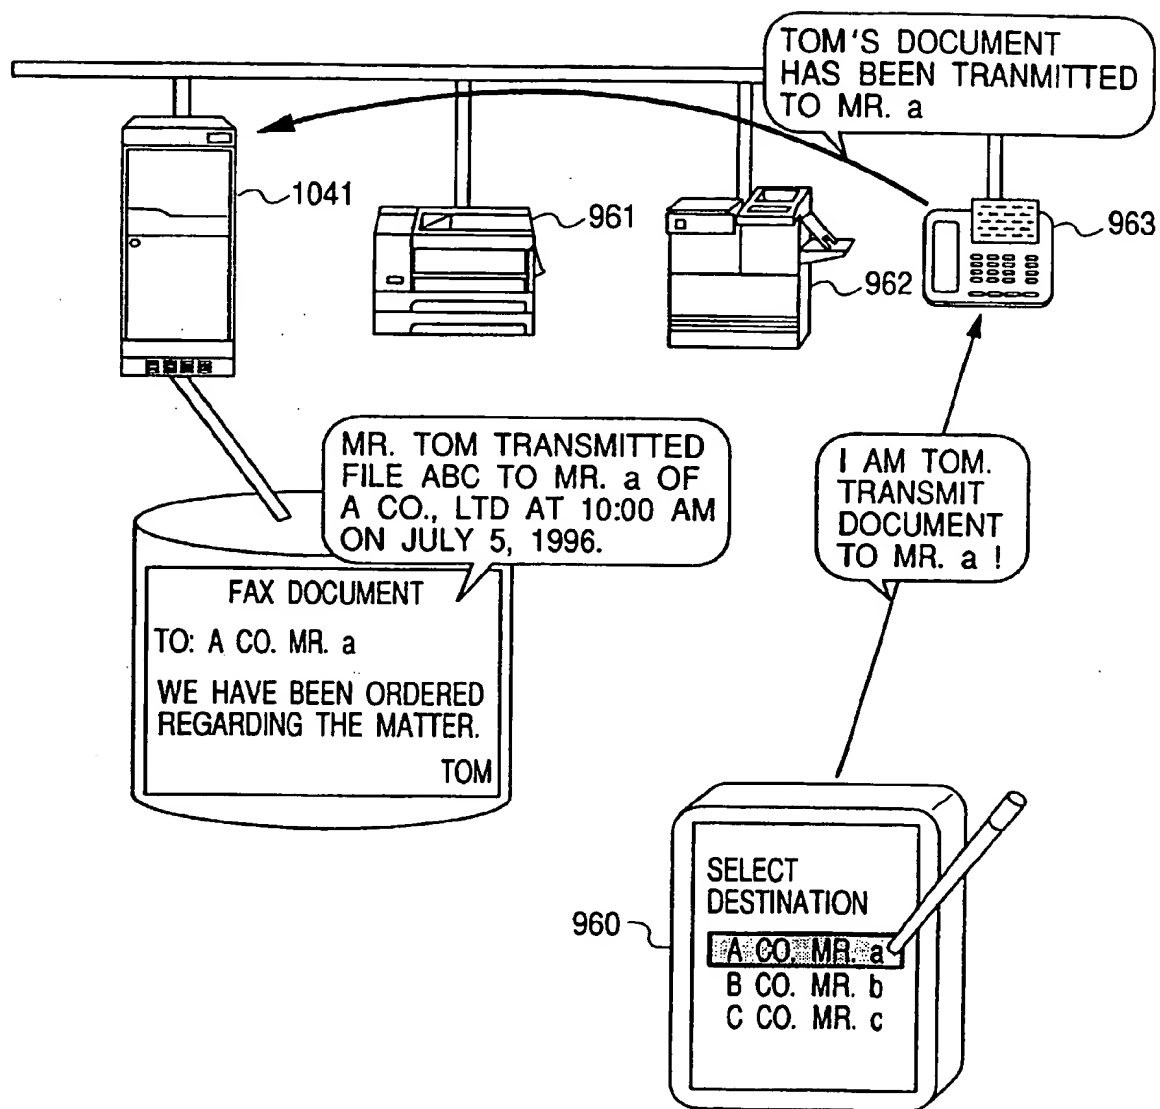 TOM'S DOCUMENT
HAS BEEN TRANMITTED
TO MR. a
1041
961
962
963
MR. TOM TRANSMITTED
FILE ABC TO MR. a OF
A CO., LTD AT 10:00 AM
ON JULY 5, 1996.
I AM TOM.
TRANSMIT
DOCUMENT
TO MR. a !
FAX DOCUMENT
TO: A CO. MR. a
WE HAVE BEEN ORDERED
REGARDING THE MATTER.
TOM
SELECT
DESTINATION
960
A CO. MR. a
B CO. MR. b
C CO. MR. c